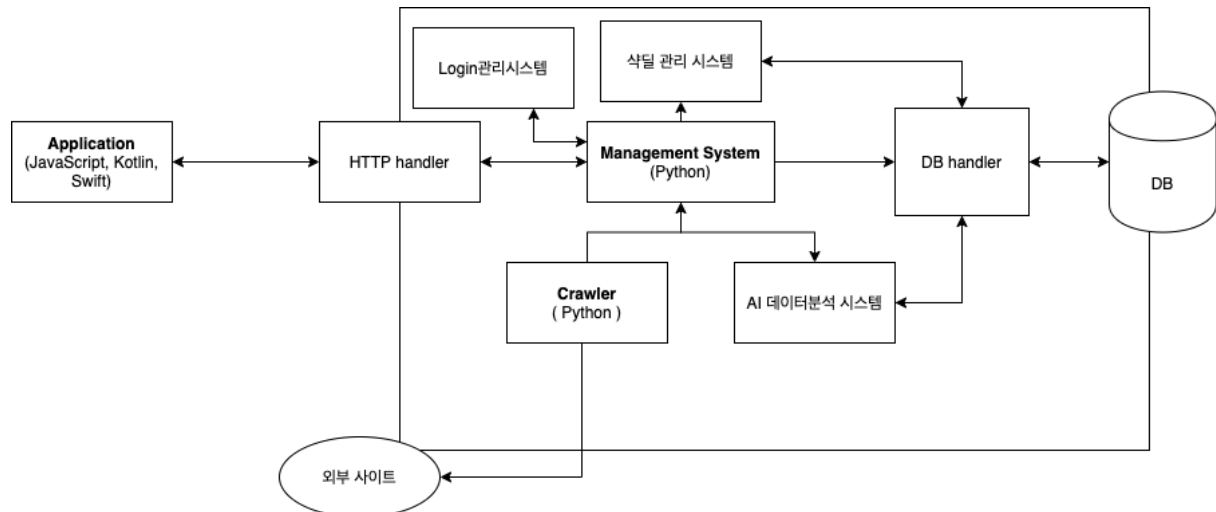 Login관리시스템
샥딜 관리 시스템
Application
(JavaScript, Kotlin,
Swift)
HTTP handler
Management System
(Python)
DB handler
DB
Crawler
( Python )
AI 데이터분석 시스템
외부 사이트